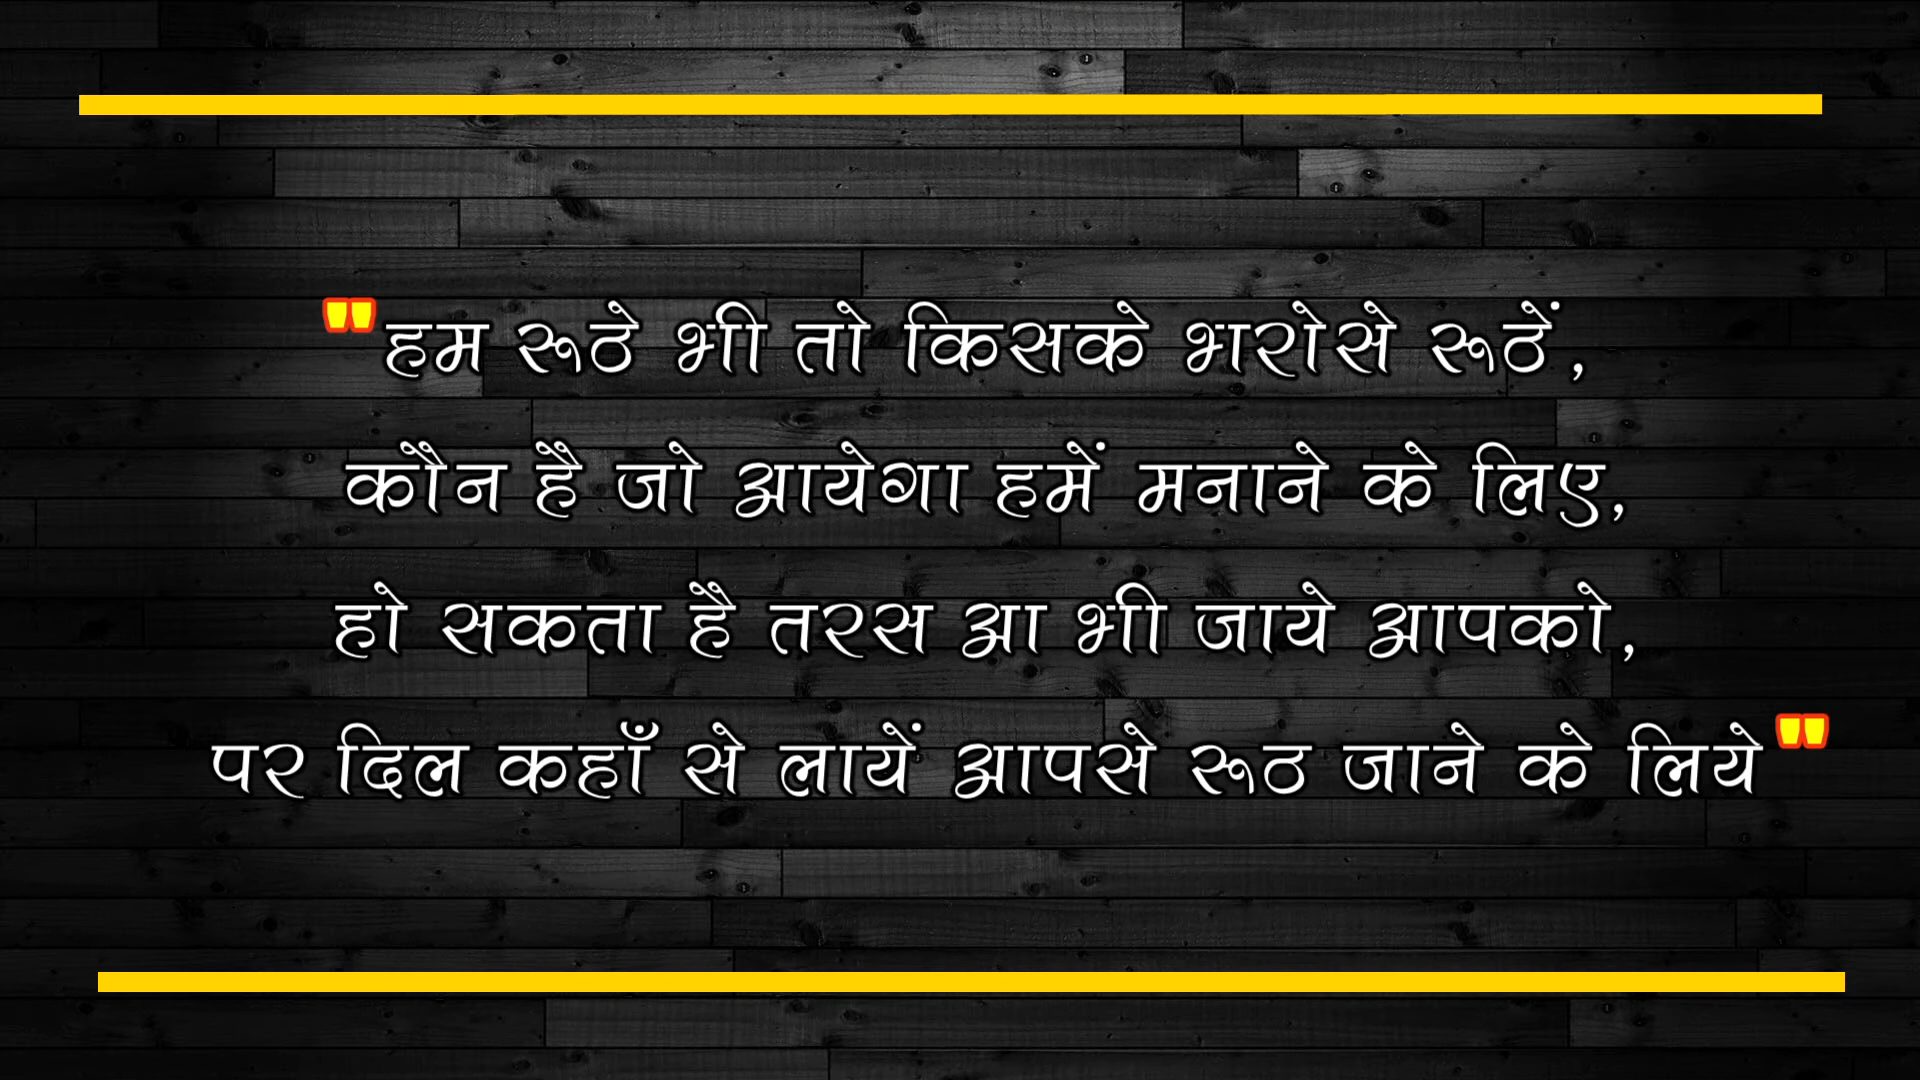 "हम रूठे भी तो किसके भरोसे रूठें,
कौन है जो आयेगा हमें मनाने के लिए,
हो सकता है तरस आ भी जाये आपको,
पर दिल कहाँ से लायें आपसे रूठ जाने के लिये"